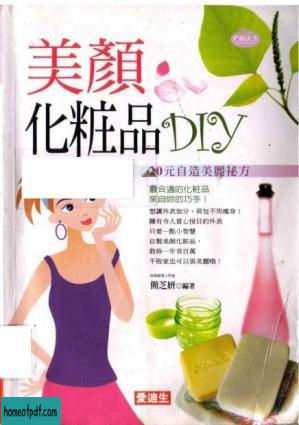 美顏
化粧品DIY
20元自造美麗祕方
最合適的化粧品
來自妳的巧手！
想讓外表加分，荷包不用瘦身！
擁有令人賞心悅目的外表
只要一點小智慧
自製美顏化粧品，
教妳一年省百萬
不敗家也可以很美麗哦！
簡芝妍◎編著
愛迪生
homeofpdf.com